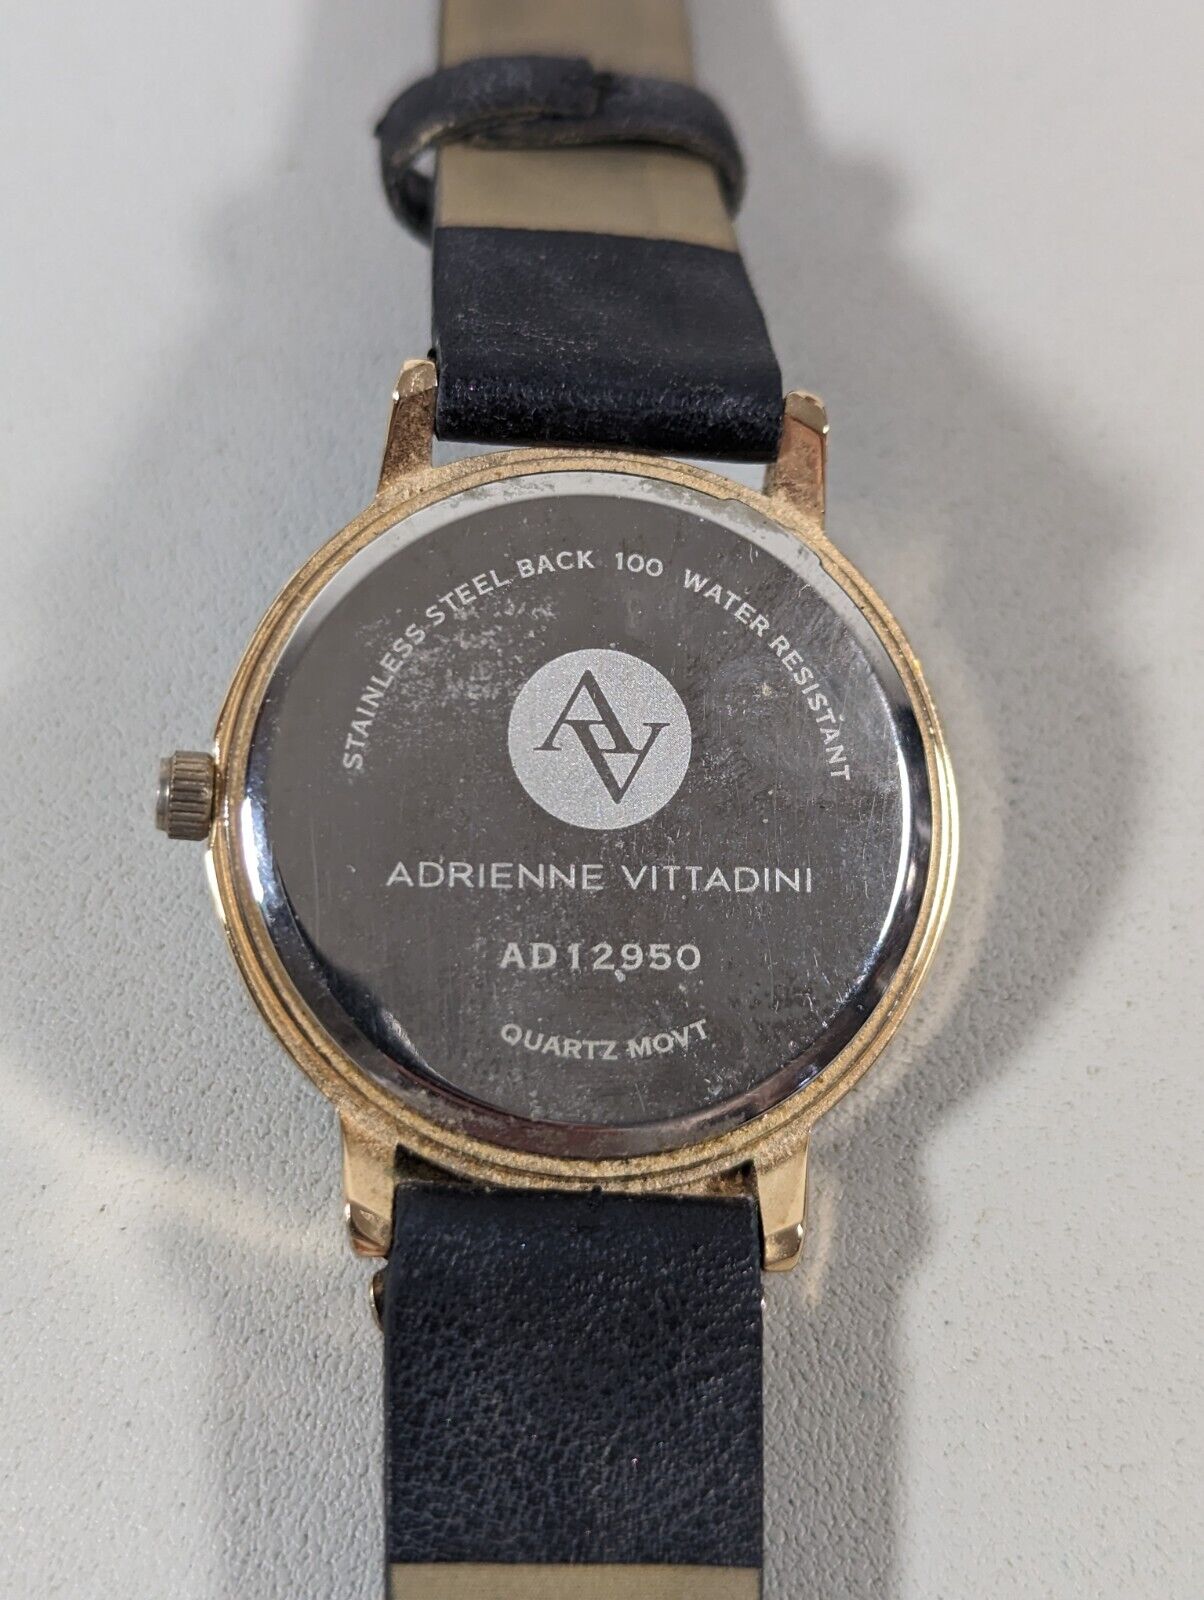 STAINLESS STEEL BACK 100 WATER RESISTANT
AV
ADRIENNE VITTADINI
AD12950
QUARTZ MOVT